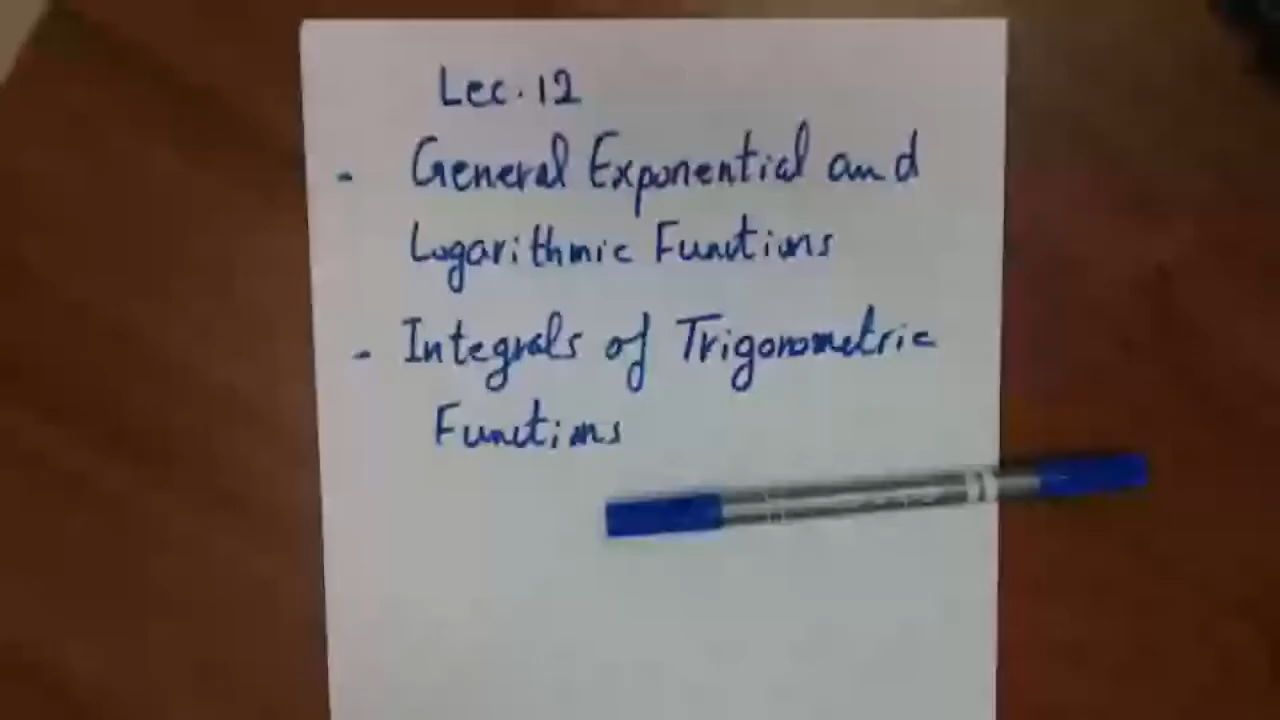 Lec. 12
- General Exponential and
Logarithmic Functions
- Integrals of Trigonometric
Functions